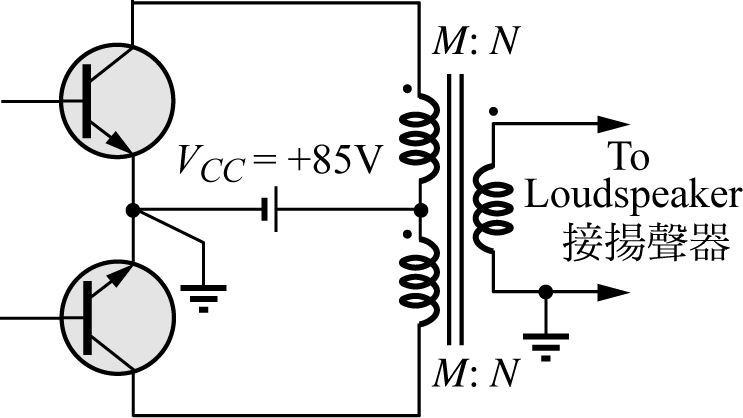 M: N
V_CC = +85V
To
Loudspeaker
接揚聲器
M: N